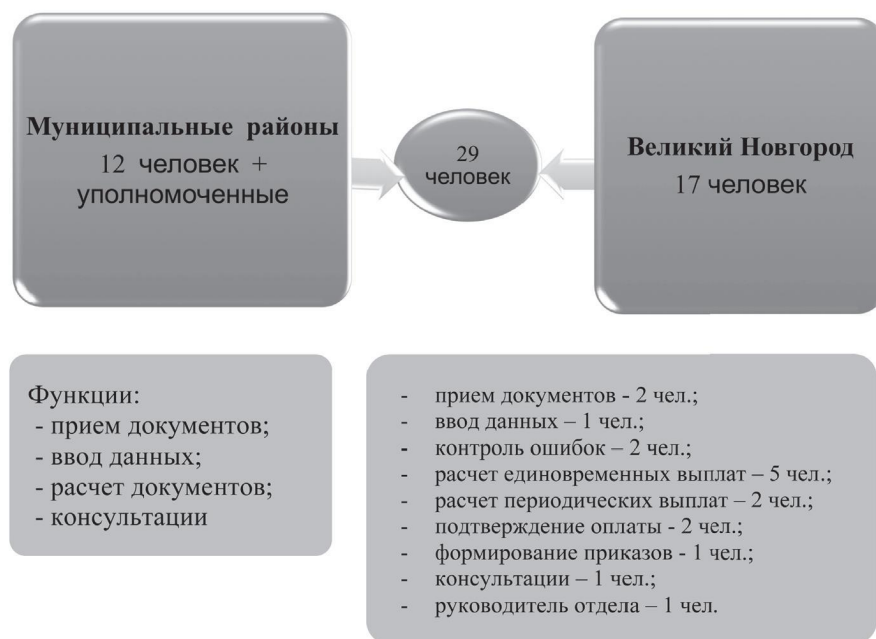 Муниципальные районы
12 человек +
уполномоченные
29
человек
Великий Новгород
17 человек
Функции:
- прием документов;
- ввод данных;
- расчет документов;
- консультации
- прием документов - 2 чел.;
- ввод данных – 1 чел.;
- контроль ошибок – 2 чел.;
- расчет единовременных выплат – 5 чел.;
- расчет периодических выплат – 2 чел.;
- подтверждение оплаты - 2 чел.;
- формирование приказов - 1 чел.;
- консультации – 1 чел.;
- руководитель отдела – 1 чел.